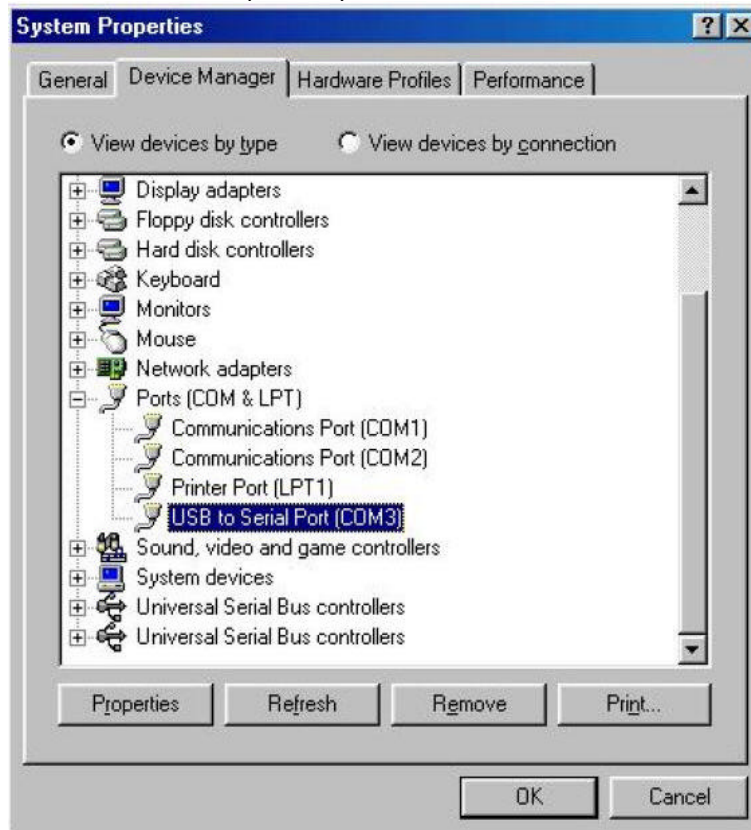 System Properties ? X
General Device Manager Hardware Profiles Performance
View devices by type View devices by connection
Display adapters
Floppy disk controllers
Hard disk controllers
Keyboard
Monitors
Mouse
Network adapters
Ports (COM & LPT)
Communications Port (COM1)
Communications Port (COM2)
Printer Port (LPT1)
USB to Serial Port (COM3)
Sound, video and game controllers
System devices
Universal Serial Bus controllers
Universal Serial Bus controllers
Properties Refresh Remove Print...
OK Cancel